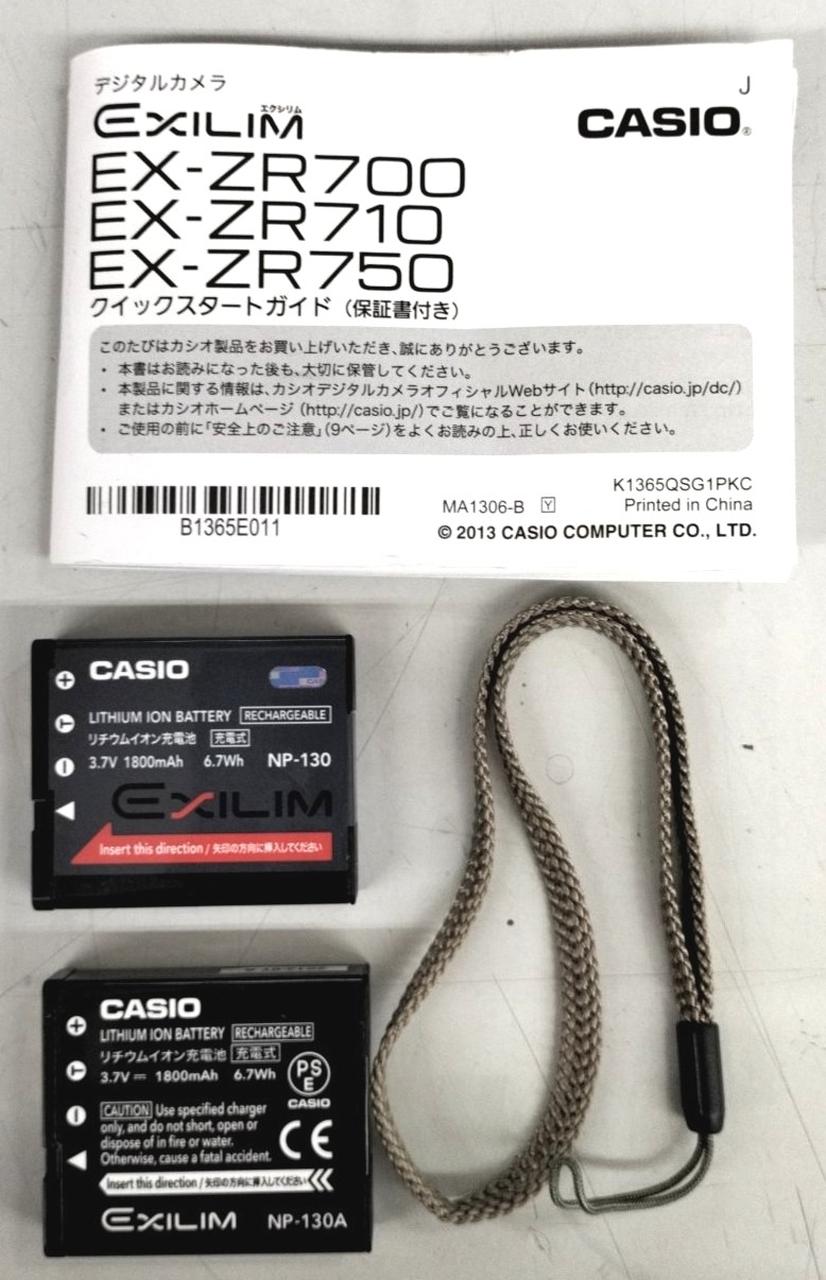 デジタルカメラ
J
エクシリム
EXILIM
CASIO®
EX-ZR700
EX-ZR710
EX-ZR750
クイックスタートガイド（保証書付き）
このたびはカシオ製品をお買い上げいただき、誠にありがとうございます。
・ 本書はお読みになった後も、大切に保管してください。
・ 本製品に関する情報は、カシオデジタルカメラオフィシャルWebサイト（http://casio.jp/dc/）
またはカシオホームページ（http://casio.jp/）でご覧になることができます。
・ ご使用の前に「安全上のご注意」（9ページ）をよくお読みの上、正しくお使いください。
B1365E011
MA1306-B Y
K1365QSG1PKC
Printed in China
© 2013 CASIO COMPUTER CO., LTD.
CASIO
LITHIUM ION BATTERY RECHARGEABLE
リチウムイオン充電池 充電式
3.7V 1800mAh 6.7Wh NP-130
EXILIM
Insert this direction / 矢印の方向に挿入してください
CASIO
LITHIUM ION BATTERY RECHARGEABLE
リチウムイオン充電池 充電式
3.7V ⎓ 1800mAh 6.7Wh
PSE
CASIO
CAUTION Use specified charger
only, and do not short, open or
dispose of in fire or water.
Otherwise, cause a fatal accident.
CE
Insert this direction / 矢印の方向に挿入してください
EXILIM NP-130A